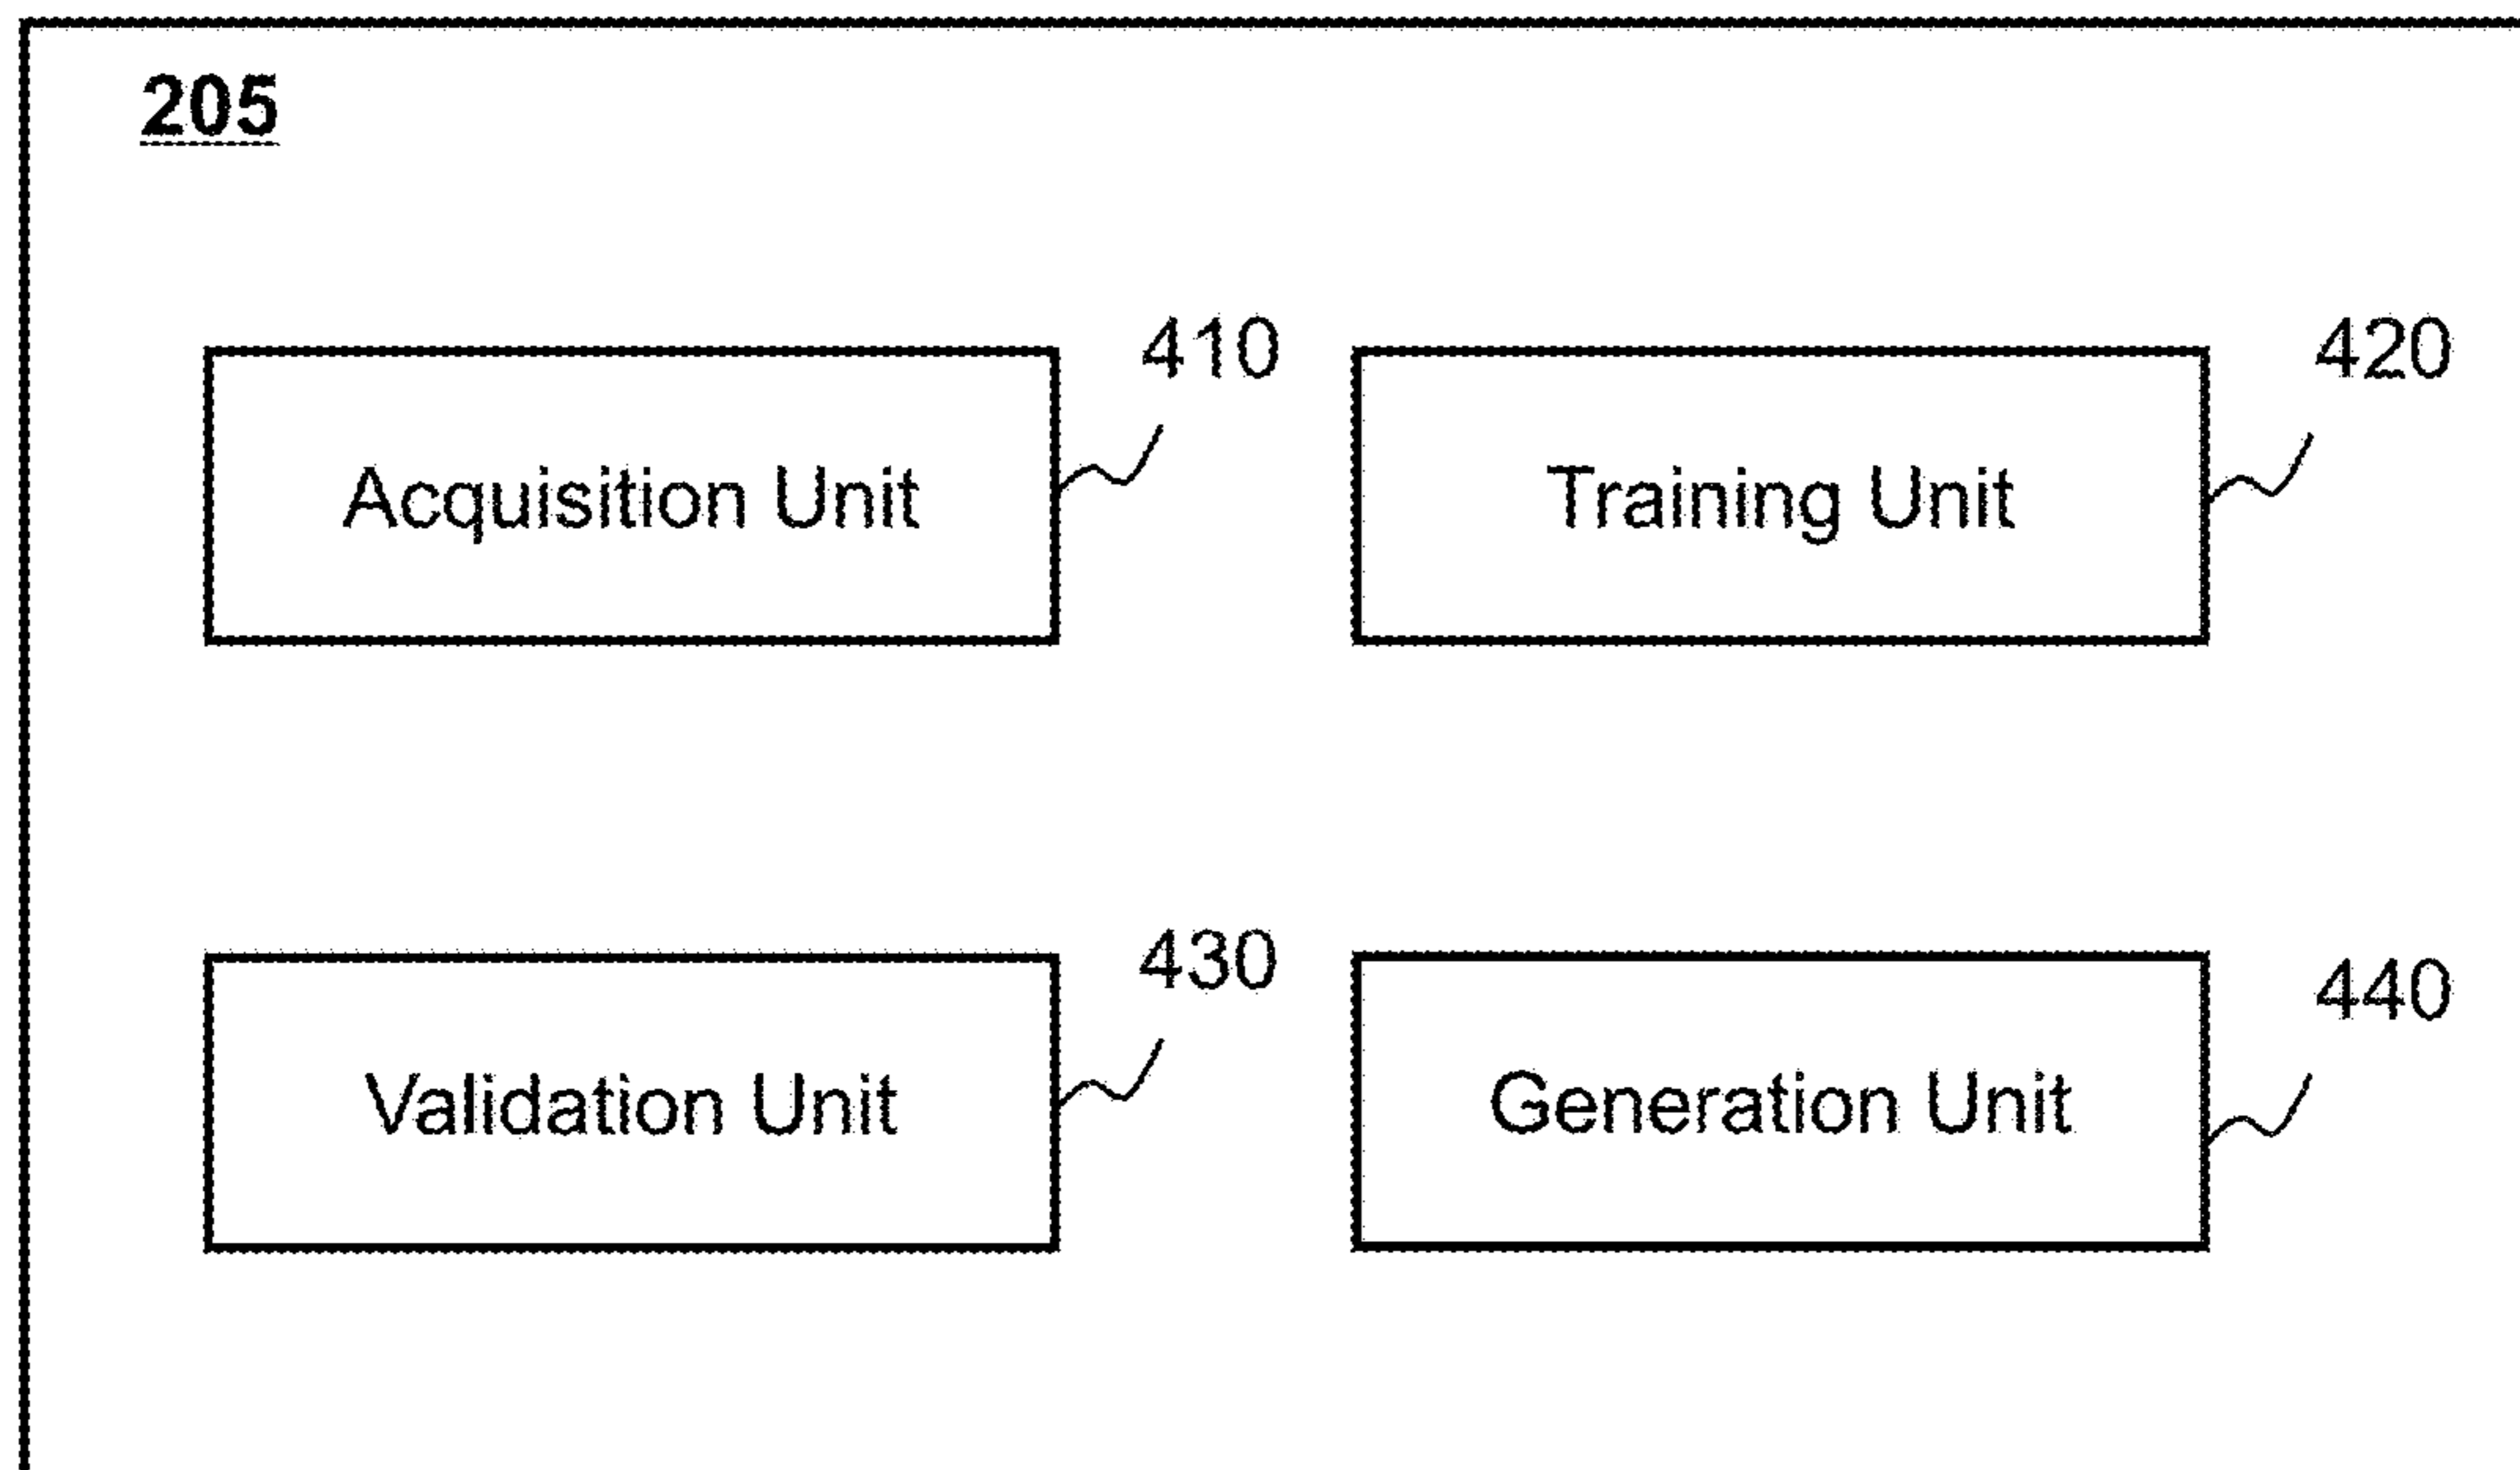 205
410
420
Acquisition Unit
Training Unit
430
440
Validation Unit
Generation Unit